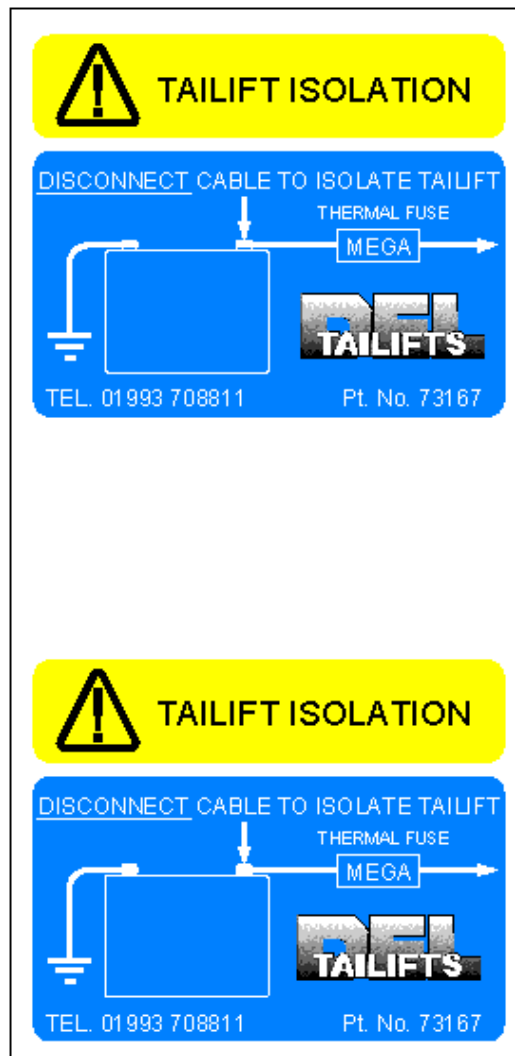 TAILIFT ISOLATION
DISCONNECT CABLE TO ISOLATE TAILIFT
THERMAL FUSE
MEGA
DEL
TAILIFTS
TEL. 01993 708811 Pt. No. 73167
TAILIFT ISOLATION
DISCONNECT CABLE TO ISOLATE TAILIFT
THERMAL FUSE
MEGA
DEL
TAILIFTS
TEL. 01993 708811 Pt. No. 73167